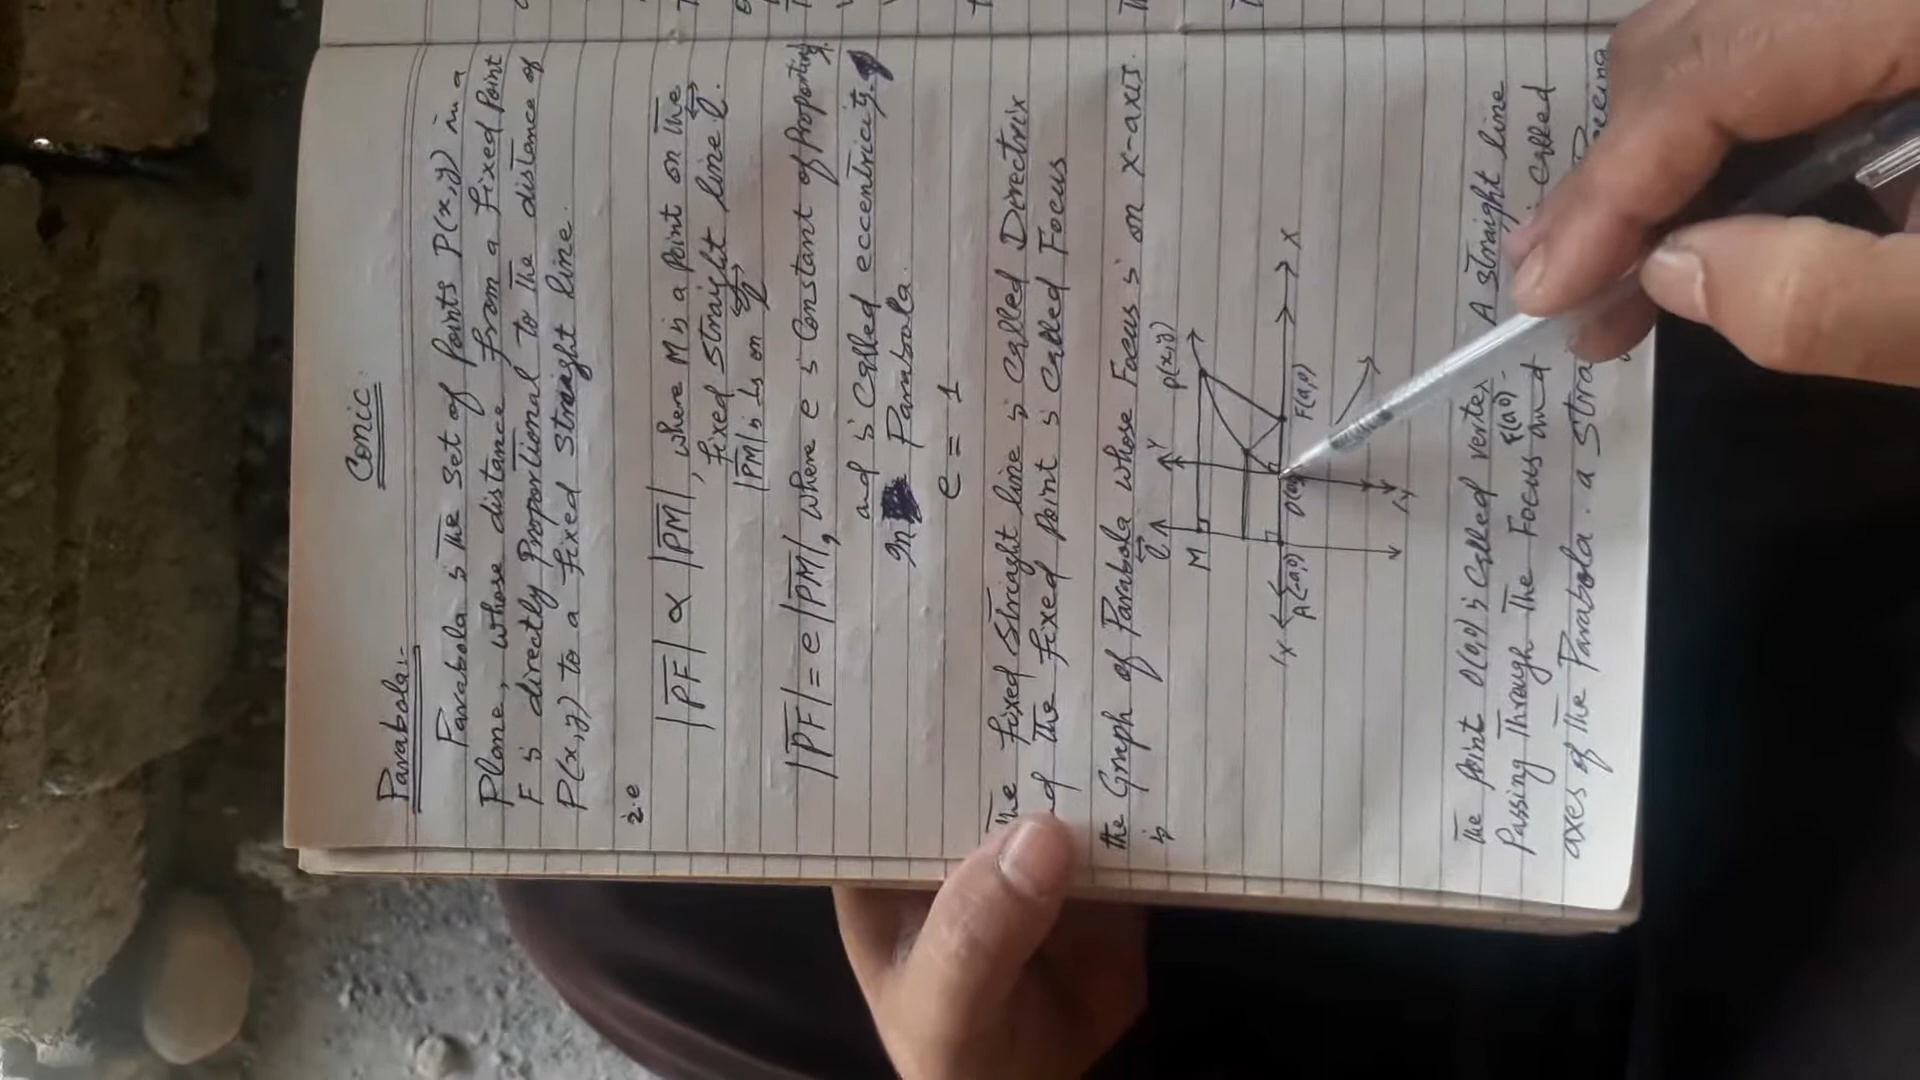 Conic
Parabola:-
Parabola is the set of points P(x,y) in a
Plane, whose distance from a fixed point
F is directly Proportional to the distance of
P(x,y) to a fixed straight line.
i.e
|PF| ∝ |PM|, where M is a point on the
fixed straight line l.
|PM| is ⊥ on l
|PF| = e|PM|, where e is Constant of Proportionality
and is called eccentricity.
In Parabola.
e = 1
The fixed straight line is called Directrix
and the fixed point is called Focus
the Graph of Parabola whose Focus is on x-axis.
is
l Y P(x,y)
M
X' A(-a,0) F(a,0) X
Y'
The point O(0,0) is called vertex. A straight line
Passing through the Focus F(a,0) and called
axes of the Parabola. a